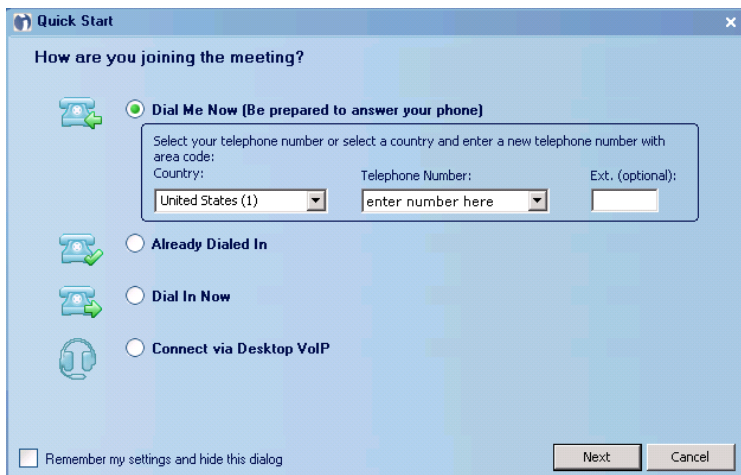 Quick Start
How are you joining the meeting?
Dial Me Now (Be prepared to answer your phone)
Select your telephone number or select a country and enter a new telephone number with
area code:
Country: Telephone Number: Ext. (optional):
United States (1) enter number here
Already Dialed In
Dial In Now
Connect via Desktop VoIP
Remember my settings and hide this dialog Next Cancel